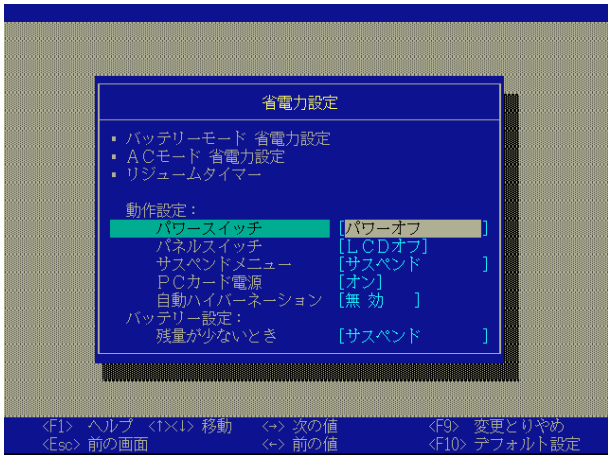 省電力設定
▪ バッテリーモード 省電力設定
▪ ＡＣモード 省電力設定
▪ リジュームタイマー
動作設定：
パワースイッチ [パワーオフ ]
パネルスイッチ [ＬＣＤオフ]
サスペンドメニュー [サスペンド ]
ＰＣカード電源 [オン]
自動ハイバーネーション [無 効 ]
バッテリー設定：
残量が少ないとき [サスペンド ]
<F1> ヘルプ <↑><↓> 移動 <→> 次の値 <F9> 変更とりやめ
<Esc> 前の画面 <←> 前の値 <F10> デフォルト設定